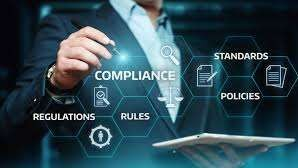 STANDARDS
COMPLIANCE
POLICIES
REGULATIONS
RULES